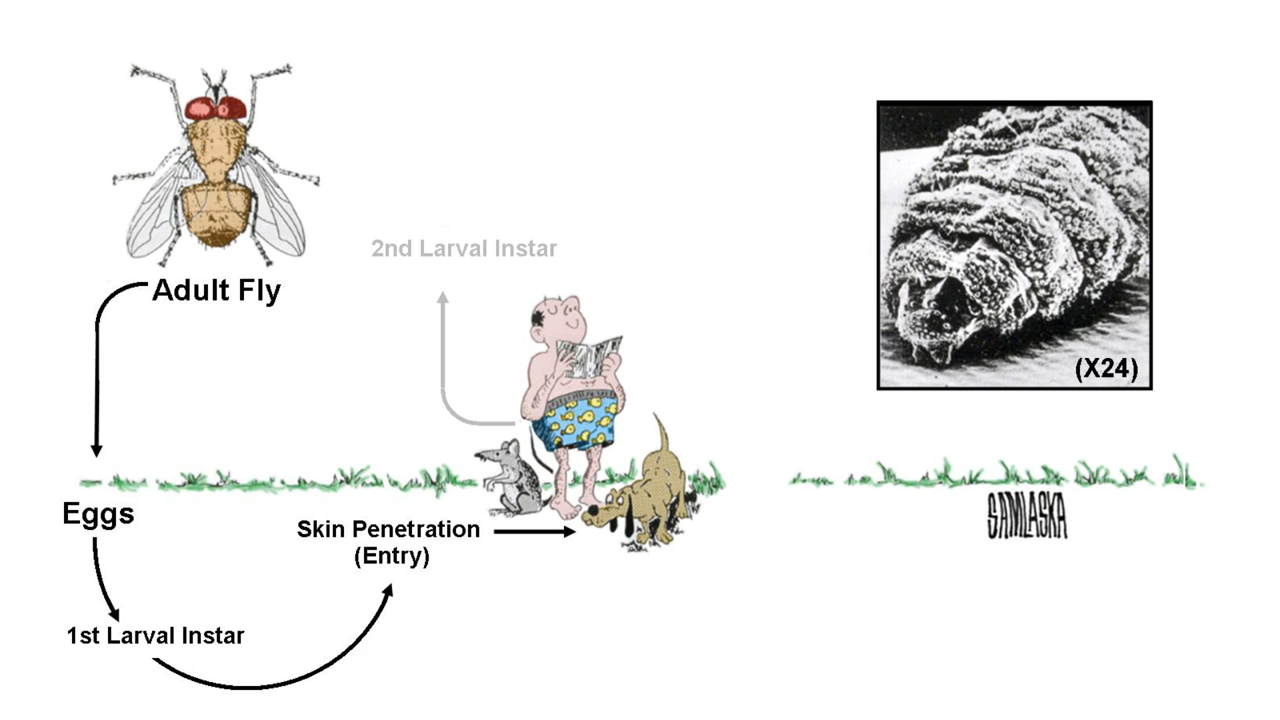 Adult Fly
2nd Larval Instar
(X24)
Eggs
Skin Penetration
(Entry)
1st Larval Instar
SAMLASKA